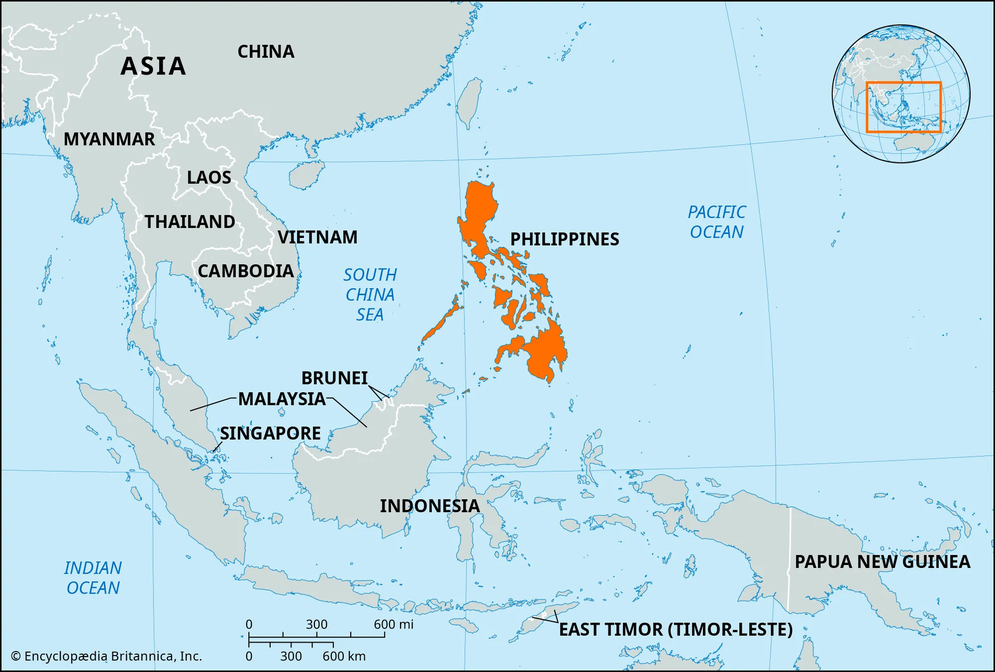 CHINA
ASIA
MYANMAR
LAOS
THAILAND
VIETNAM
CAMBODIA
PHILIPPINES
PACIFIC
OCEAN
SOUTH
CHINA
SEA
BRUNEI
MALAYSIA
SINGAPORE
INDONESIA
PAPUA NEW GUINEA
INDIAN
OCEAN
EAST TIMOR (TIMOR-LESTE)
0 300 600 mi
0 300 600 km
© Encyclopædia Britannica, Inc.